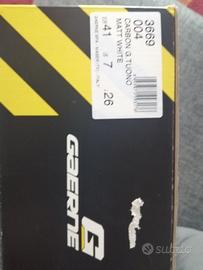 3669
004
CARBON G.TUONO
MATT WHITE
41 7 26
GAERNE
subito